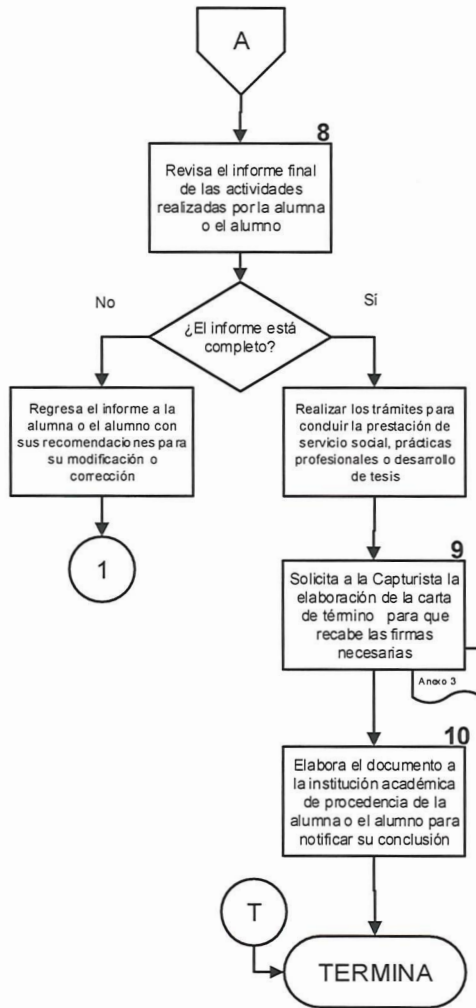 A
8
Revisa el informe final
de las actividades
realizadas por la alumna
o el alumno
No
Sí
¿El informe está
completo?
Regresa el informe a la
alumna o el alumno con
sus recomendaciones para
su modificación o
corrección
Realizar los trámites para
concluir la prestación de
servicio social, prácticas
profesionales o desarrollo
de tesis
1
9
Solicita a la Capturista la
elaboración de la carta
de término para que
recabe las firmas
necesarias
Anexo 3
10
Elabora el documento a
la institución académica
de procedencia de la
alumna o el alumno para
notificar su conclusión
T
TERMINA